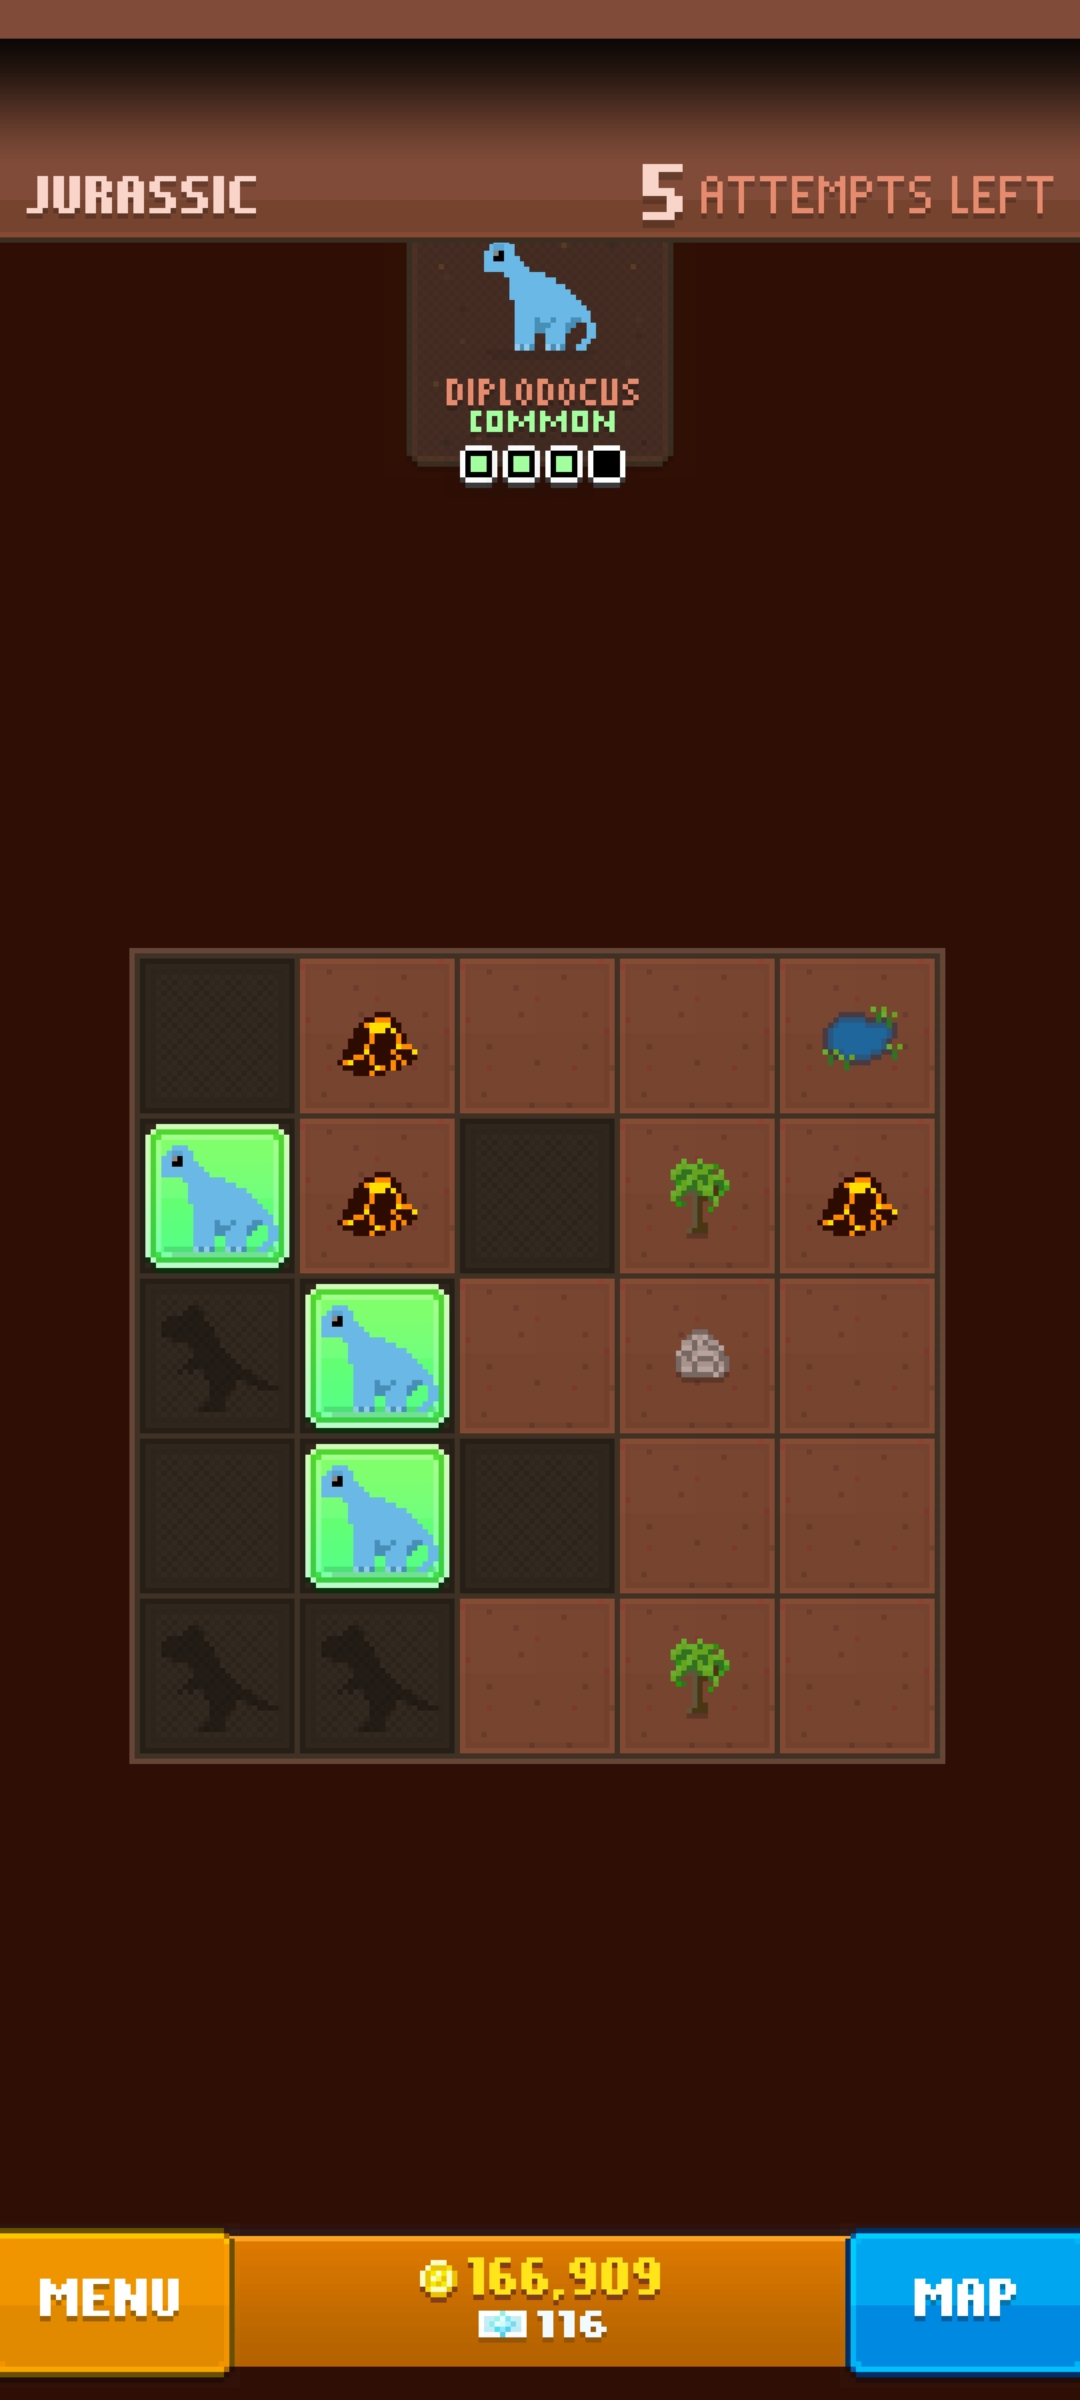 JURASSIC
5 ATTEMPTS LEFT
DIPLODOCUS
COMMON
MENU
166,909
116
MAP